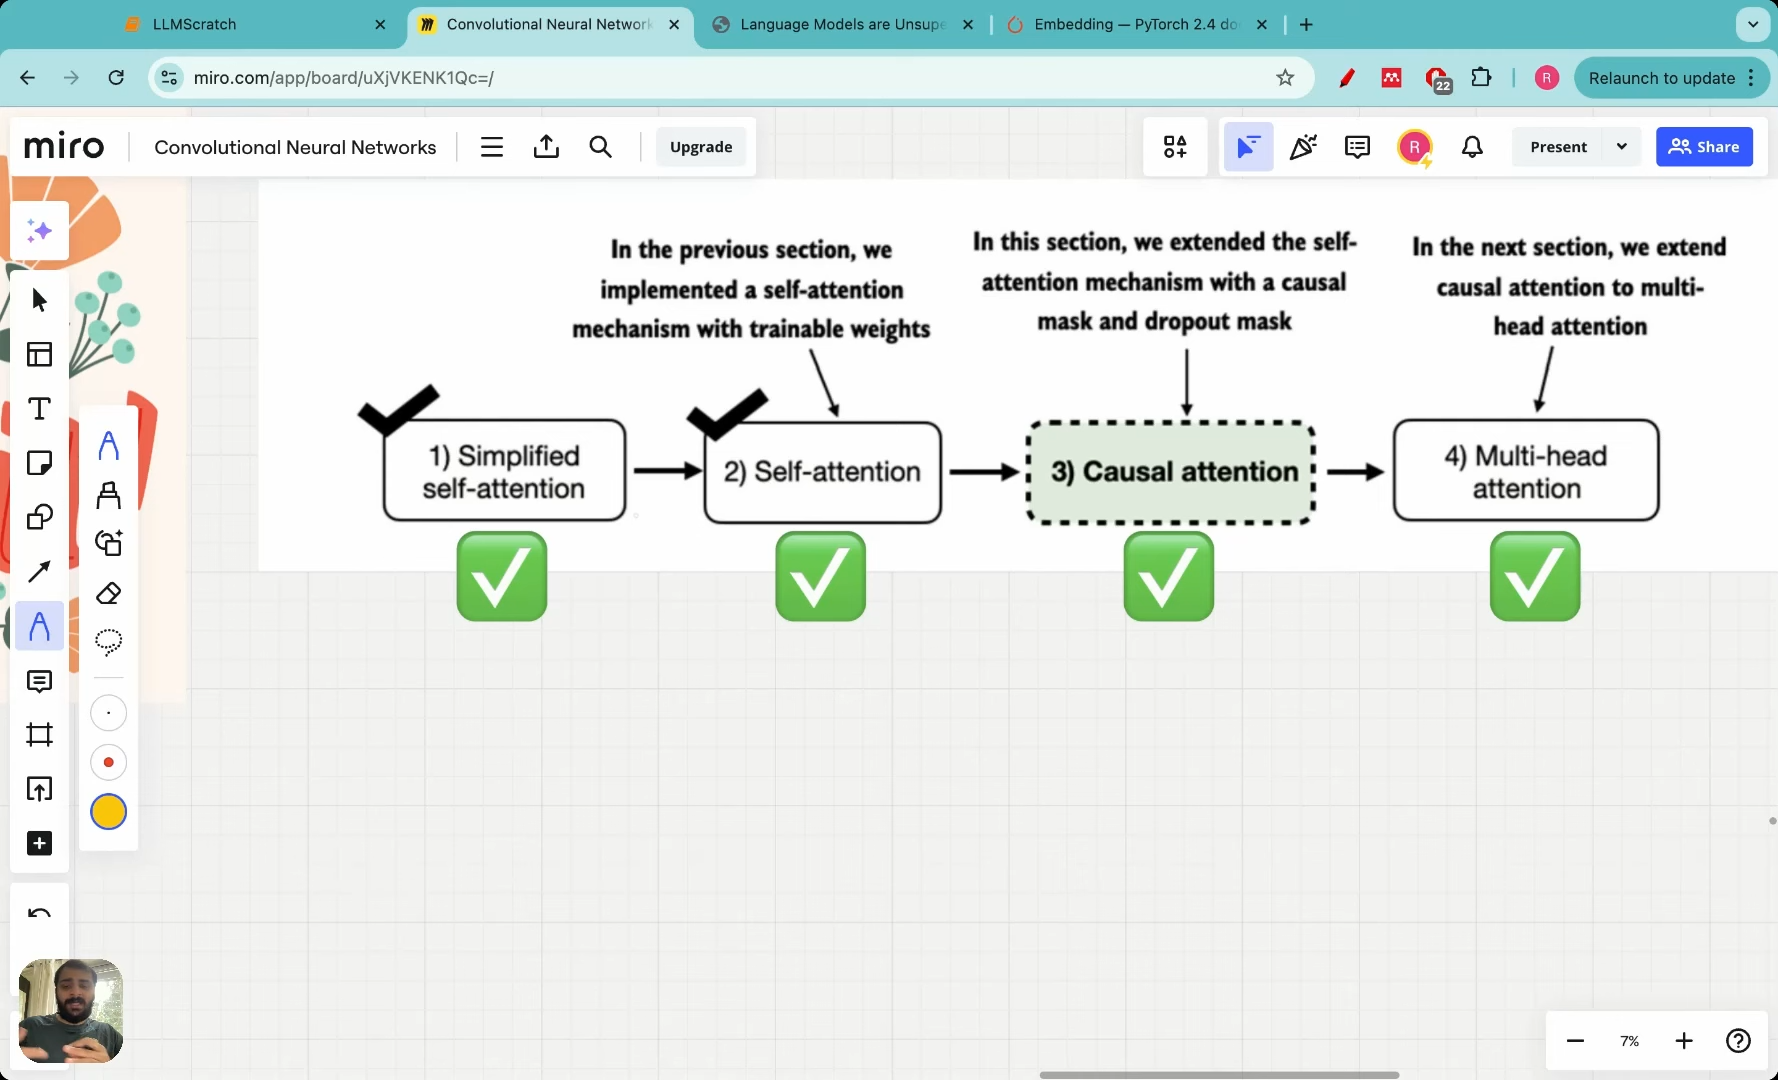 LLMScratch
Convolutional Neural Network
Language Models are Unsupe
Embedding — PyTorch 2.4 do
miro.com/app/board/uXjVKENK1Qc=/
22
R
Relaunch to update
miro
Convolutional Neural Networks
Upgrade
R
Present
Share
In the previous section, we
implemented a self-attention
mechanism with trainable weights
In this section, we extended the self-
attention mechanism with a causal
mask and dropout mask
In the next section, we extend
causal attention to multi-
head attention
1) Simplified
self-attention
2) Self-attention
3) Causal attention
4) Multi-head
attention
7%